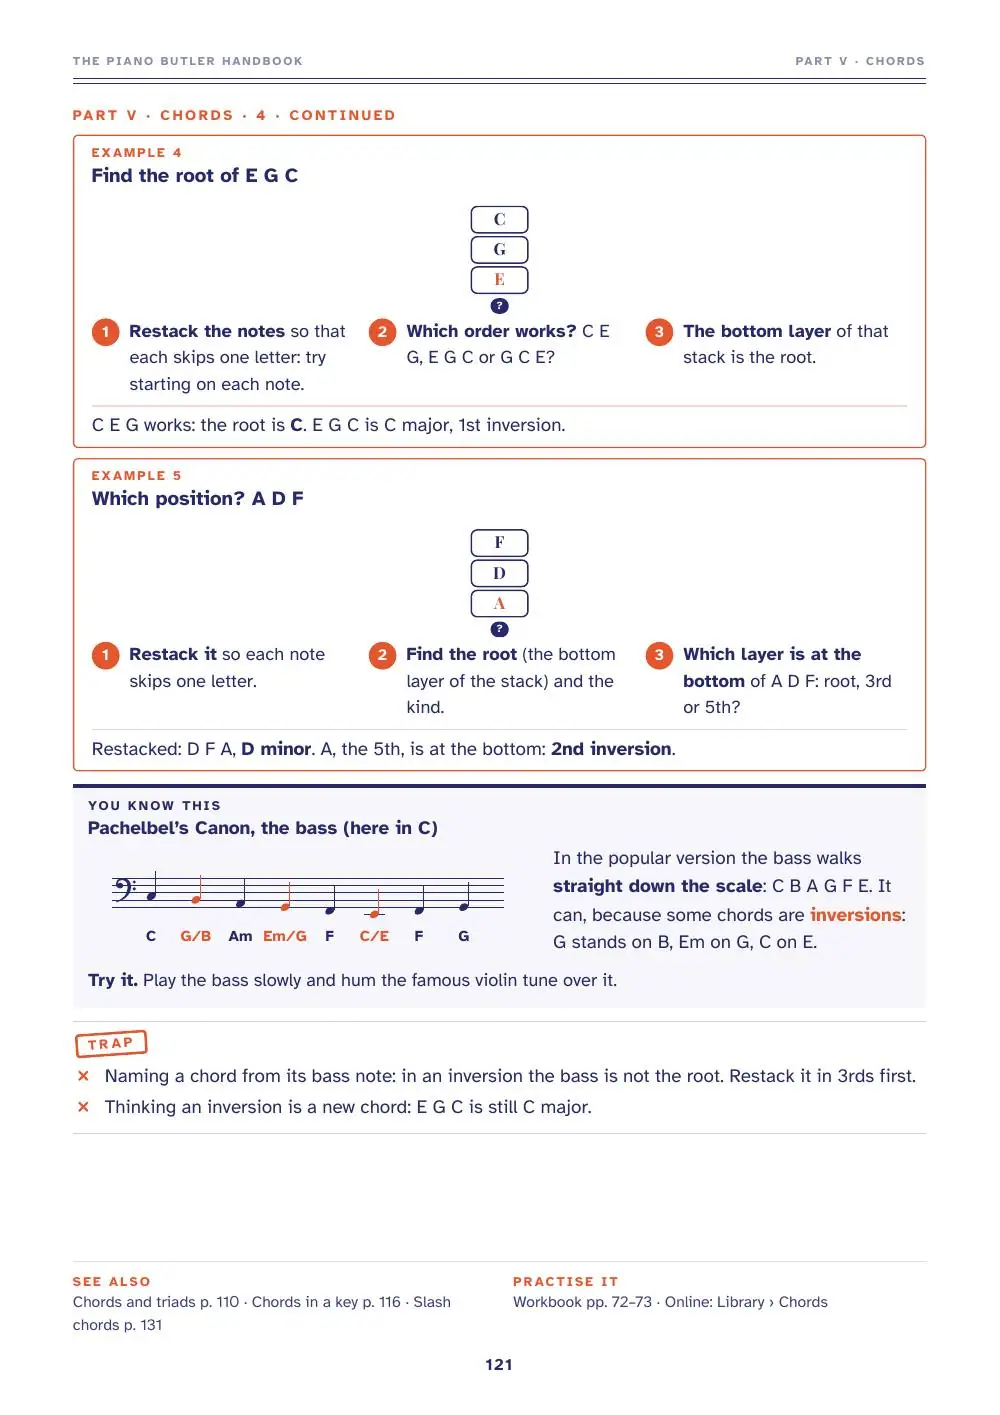 THE PIANO BUTLER HANDBOOK
PART V · CHORDS
PART V · CHORDS · 4 · CONTINUED
EXAMPLE 4
Find the root of E G C
C
G
E
?
1 Restack the notes so that
each skips one letter: try
starting on each note.
2 Which order works? C E
G, E G C or G C E?
3 The bottom layer of that
stack is the root.
C E G works: the root is C. E G C is C major, 1st inversion.
EXAMPLE 5
Which position? A D F
F
D
A
?
1 Restack it so each note
skips one letter.
2 Find the root (the bottom
layer of the stack) and the
kind.
3 Which layer is at the
bottom of A D F: root, 3rd
or 5th?
Restacked: D F A, D minor. A, the 5th, is at the bottom: 2nd inversion.
YOU KNOW THIS
Pachelbel’s Canon, the bass (here in C)
C G/B Am Em/G F C/E F G
In the popular version the bass walks
straight down the scale: C B A G F E. It
can, because some chords are inversions:
G stands on B, Em on G, C on E.
Try it. Play the bass slowly and hum the famous violin tune over it.
TRAP
× Naming a chord from its bass note: in an inversion the bass is not the root. Restack it in 3rds first.
× Thinking an inversion is a new chord: E G C is still C major.
SEE ALSO
Chords and triads p. 110 · Chords in a key p. 116 · Slash
chords p. 131
PRACTISE IT
Workbook pp. 72–73 · Online: Library › Chords
121